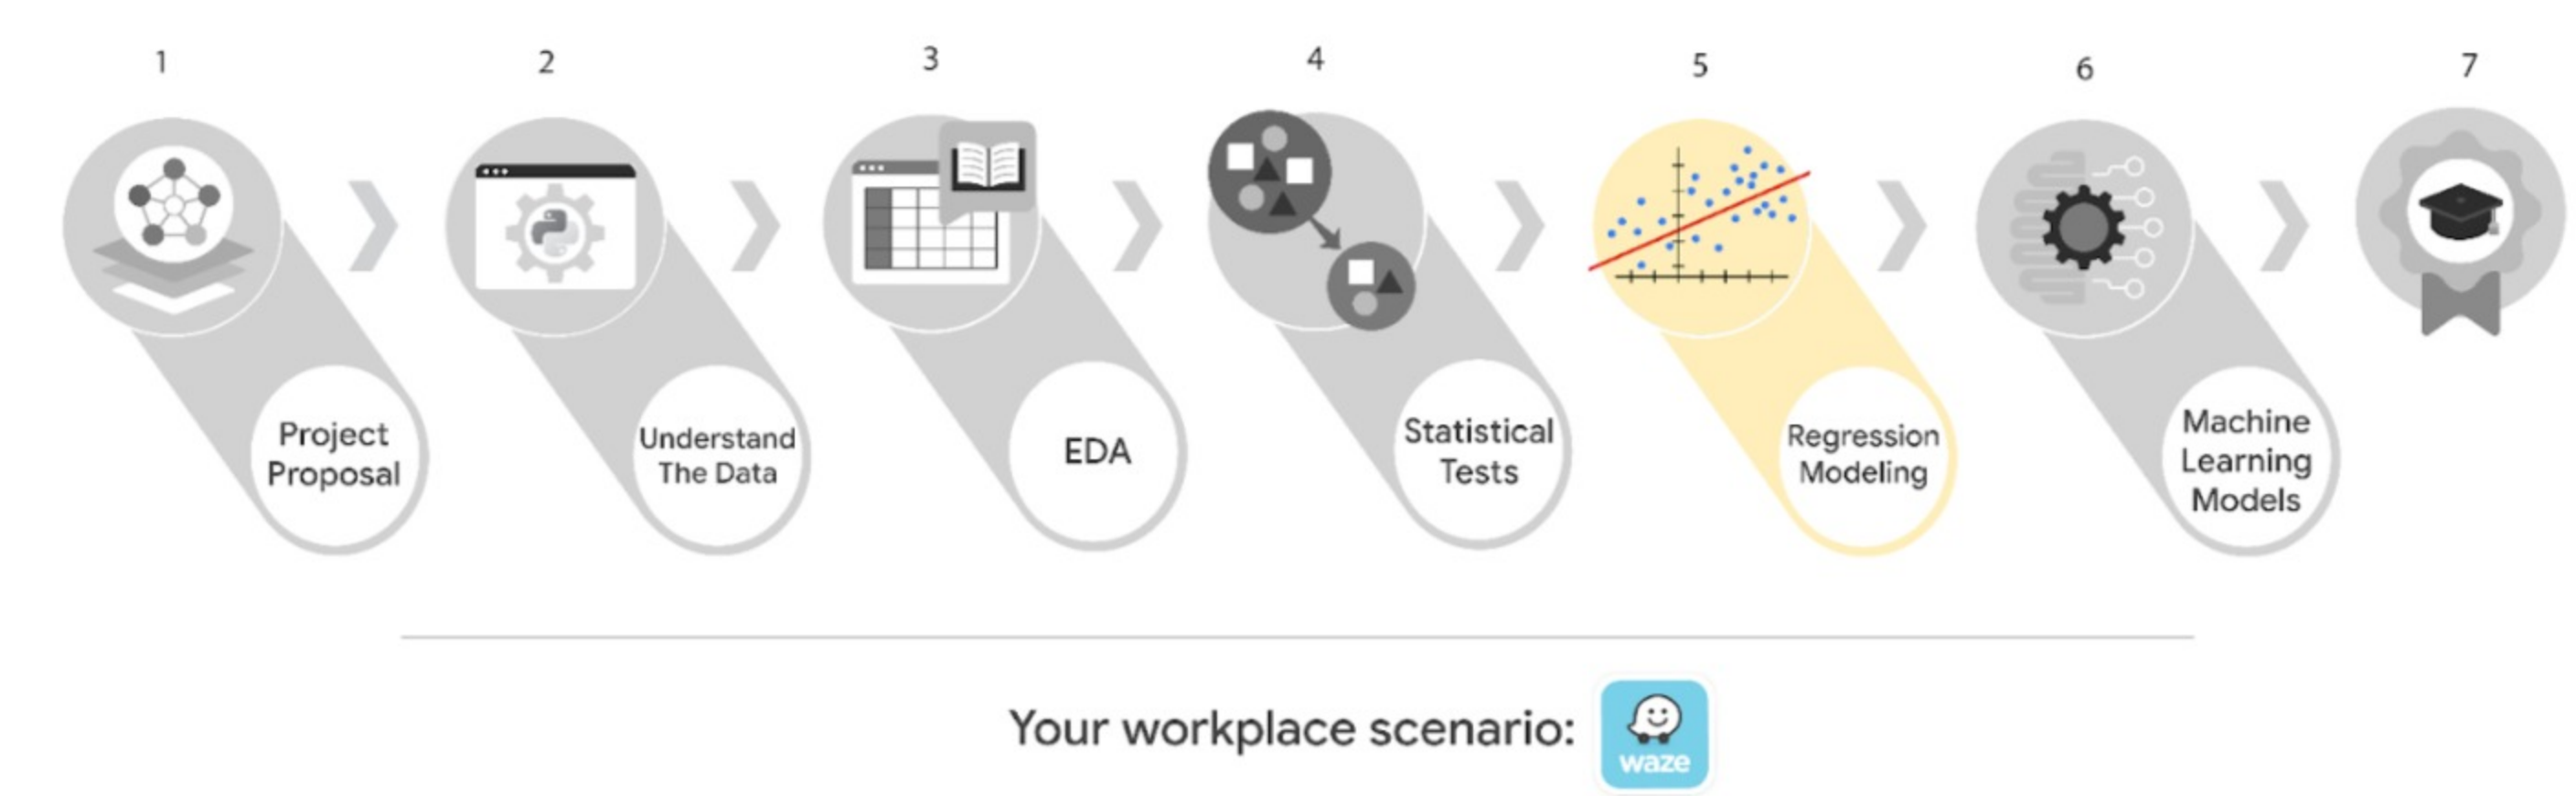 1
2
3
4
5
6
7
Project
Proposal
Understand
The Data
EDA
Statistical
Tests
Regression
Modeling
Machine
Learning
Models
Your workplace scenario:
waze